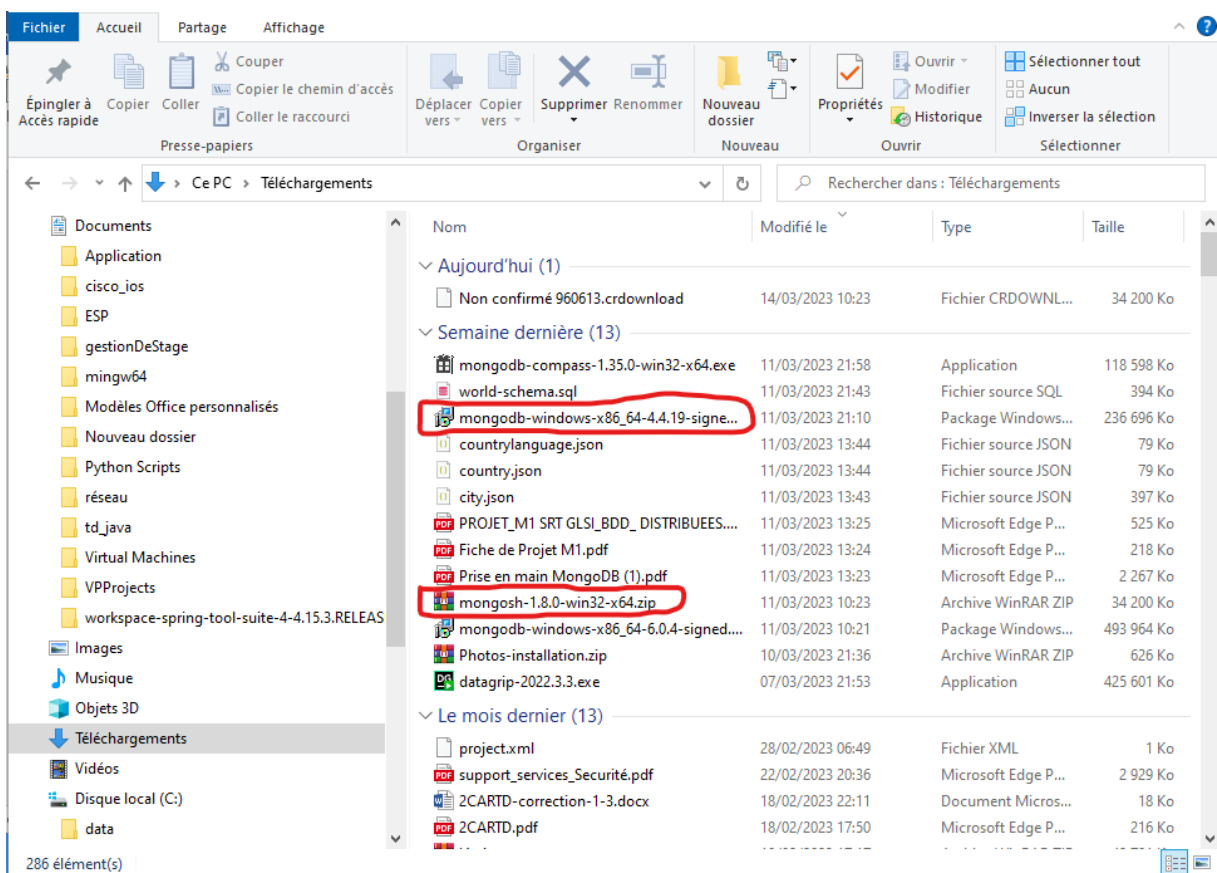 Fichier Accueil Partage Affichage
Couper
Copier le chemin d'accès
Coller le raccourci
Épingler à Accès rapide
Copier Coller
Presse-papiers
Déplacer vers Copier vers Supprimer Renommer
Organiser
Nouveau dossier
Nouveau
Propriétés
Ouvrir
Modifier
Historique
Ouvrir
Sélectionner tout
Aucun
Inverser la sélection
Sélectionner
Ce PC > Téléchargements
Rechercher dans : Téléchargements
Documents
Application
cisco_ios
ESP
gestionDeStage
mingw64
Modèles Office personnalisés
Nouveau dossier
Python Scripts
réseau
td_java
Virtual Machines
VPProjects
workspace-spring-tool-suite-4-4.15.3.RELEAS
Images
Musique
Objets 3D
Téléchargements
Vidéos
Disque local (C:)
data
Nom Modifié le Type Taille
Aujourd'hui (1)
Non confirmé 960613.crdownload 14/03/2023 10:23 Fichier CRDOWNL... 34 200 Ko
Semaine dernière (13)
mongodb-compass-1.35.0-win32-x64.exe 11/03/2023 21:58 Application 118 598 Ko
world-schema.sql 11/03/2023 21:43 Fichier source SQL 394 Ko
mongodb-windows-x86_64-4.4.19-signe... 11/03/2023 21:10 Package Windows... 236 696 Ko
countrylanguage.json 11/03/2023 13:44 Fichier source JSON 79 Ko
country.json 11/03/2023 13:44 Fichier source JSON 79 Ko
city.json 11/03/2023 13:43 Fichier source JSON 397 Ko
PROJET_M1 SRT GLSI_BDD_ DISTRIBUEES.... 11/03/2023 13:25 Microsoft Edge P... 525 Ko
Fiche de Projet M1.pdf 11/03/2023 13:24 Microsoft Edge P... 218 Ko
Prise en main MongoDB (1).pdf 11/03/2023 13:23 Microsoft Edge P... 2 267 Ko
mongosh-1.8.0-win32-x64.zip 11/03/2023 10:23 Archive WinRAR ZIP 34 200 Ko
mongodb-windows-x86_64-6.0.4-signed.... 11/03/2023 10:21 Package Windows... 493 964 Ko
Photos-installation.zip 10/03/2023 21:36 Archive WinRAR ZIP 626 Ko
datagrip-2022.3.3.exe 07/03/2023 21:53 Application 425 601 Ko
Le mois dernier (13)
project.xml 28/02/2023 06:49 Fichier XML 1 Ko
support_services_Securité.pdf 22/02/2023 20:36 Microsoft Edge P... 2 929 Ko
2CARTD-correction-1-3.docx 18/02/2023 22:11 Document Micros... 18 Ko
2CARTD.pdf 18/02/2023 17:50 Microsoft Edge P... 216 Ko
286 élément(s)